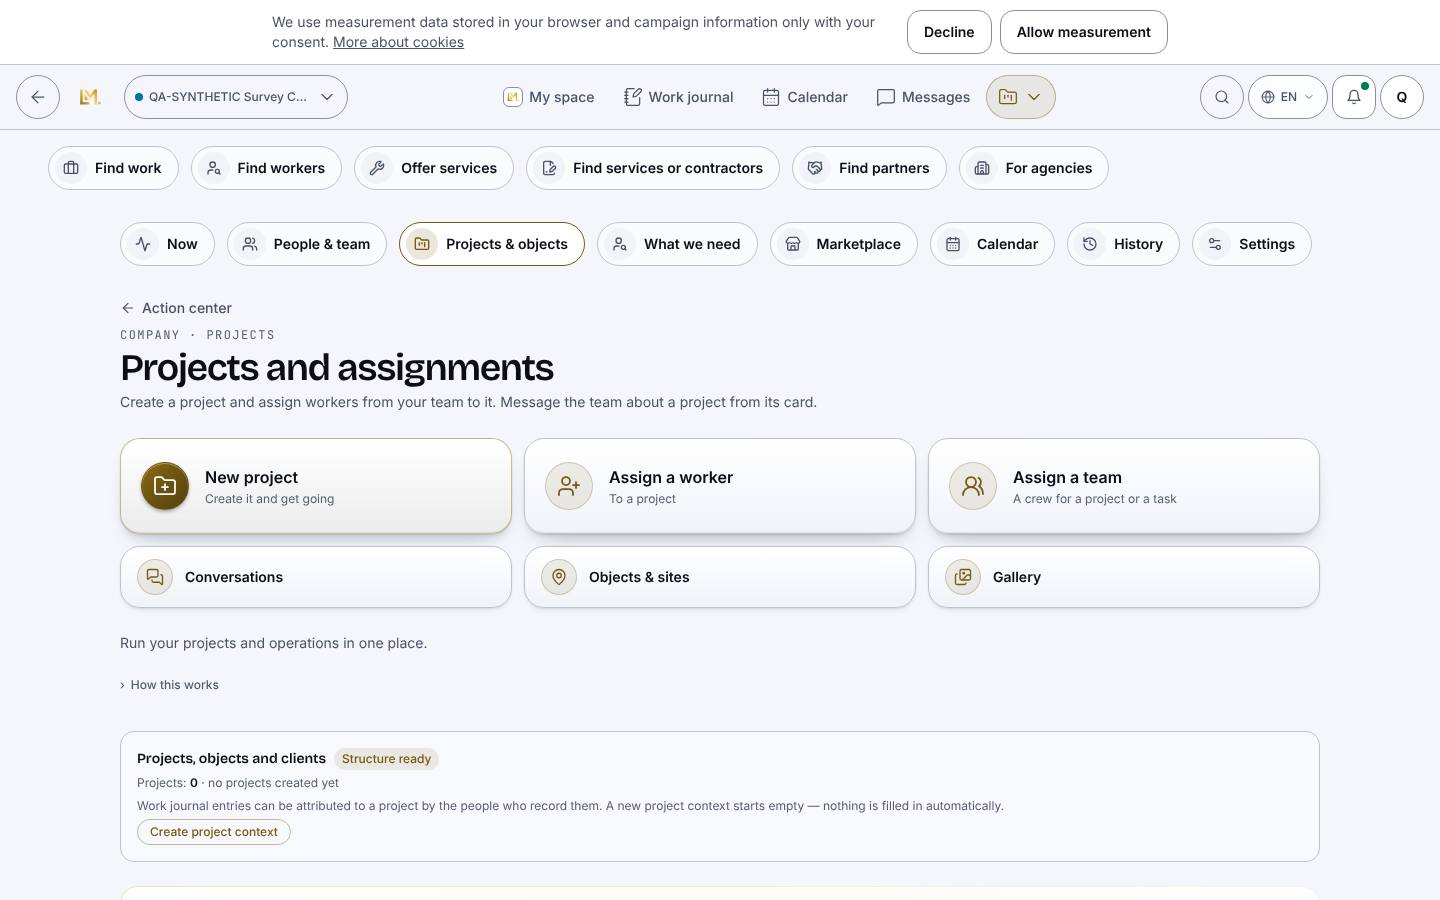 We use measurement data stored in your browser and campaign information only with your
consent. More about cookies
Decline
Allow measurement
LM.
QA-SYNTHETIC Survey C...
My space
Work journal
Calendar
Messages
EN
Q
Find work
Find workers
Offer services
Find services or contractors
Find partners
For agencies
Now
People & team
Projects & objects
What we need
Marketplace
Calendar
History
Settings
Action center
COMPANY · PROJECTS
Projects and assignments
Create a project and assign workers from your team to it. Message the team about a project from its card.
New project
Create it and get going
Assign a worker
To a project
Assign a team
A crew for a project or a task
Conversations
Objects & sites
Gallery
Run your projects and operations in one place.
› How this works
Projects, objects and clients Structure ready
Projects: 0 · no projects created yet
Work journal entries can be attributed to a project by the people who record them. A new project context starts empty — nothing is filled in automatically.
Create project context